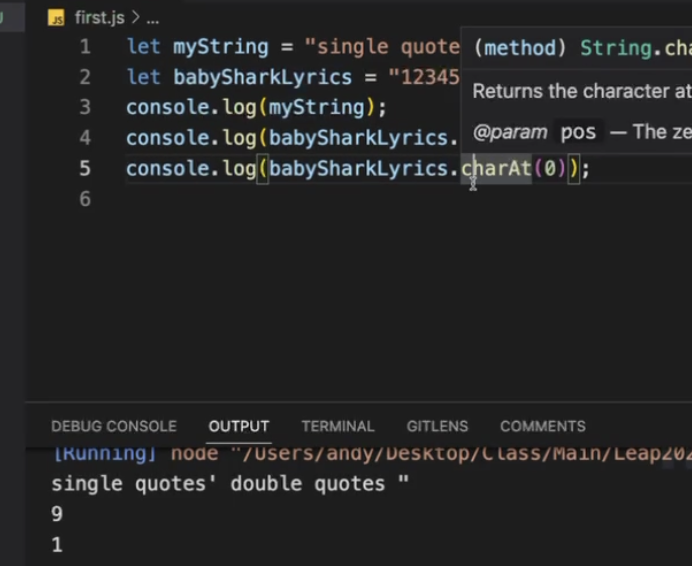 first.js > ...
1 let myString = "single quote
2 let babySharkLyrics = "12345
3 console.log(myString);
4 console.log(babySharkLyrics.
5 console.log(babySharkLyrics.charAt(0));
6
(method) String.cha
Returns the character at
@param pos — The ze
DEBUG CONSOLE OUTPUT TERMINAL GITLENS COMMENTS
[Running] node "/Users/andy/Desktop/Class/Main/Leap202
single quotes' double quotes "
9
1